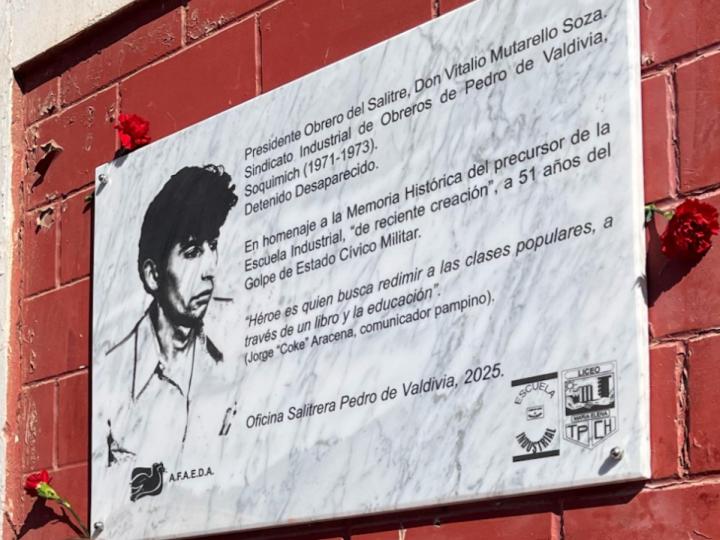 Presidente Obrero del Salitre, Don Vitalio Mutarello Soza.
Sindicato Industrial de Obreros de Pedro de Valdivia,
Soquimich (1971-1973).
Detenido Desaparecido.
En homenaje a la Memoria Histórica del precursor de la
Escuela Industrial, “de reciente creación”, a 51 años del
Golpe de Estado Cívico Militar.
“Héroe es quien busca redimir a las clases populares, a
través de un libro y la educación”.
(Jorge “Coke” Aracena, comunicador pampino).
Oficina Salitrera Pedro de Valdivia, 2025.
A.F.A.E.D.A.
ESCUELA
INDUSTRIAL
LICEO
MARIA ELENA
TP CH